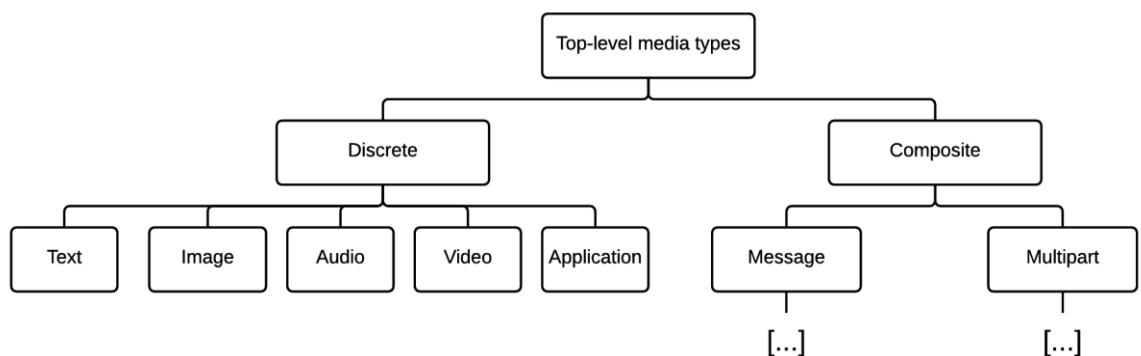 Top-level media types
Discrete
Composite
Text
Image
Audio
Video
Application
Message
Multipart
[...]
[...]